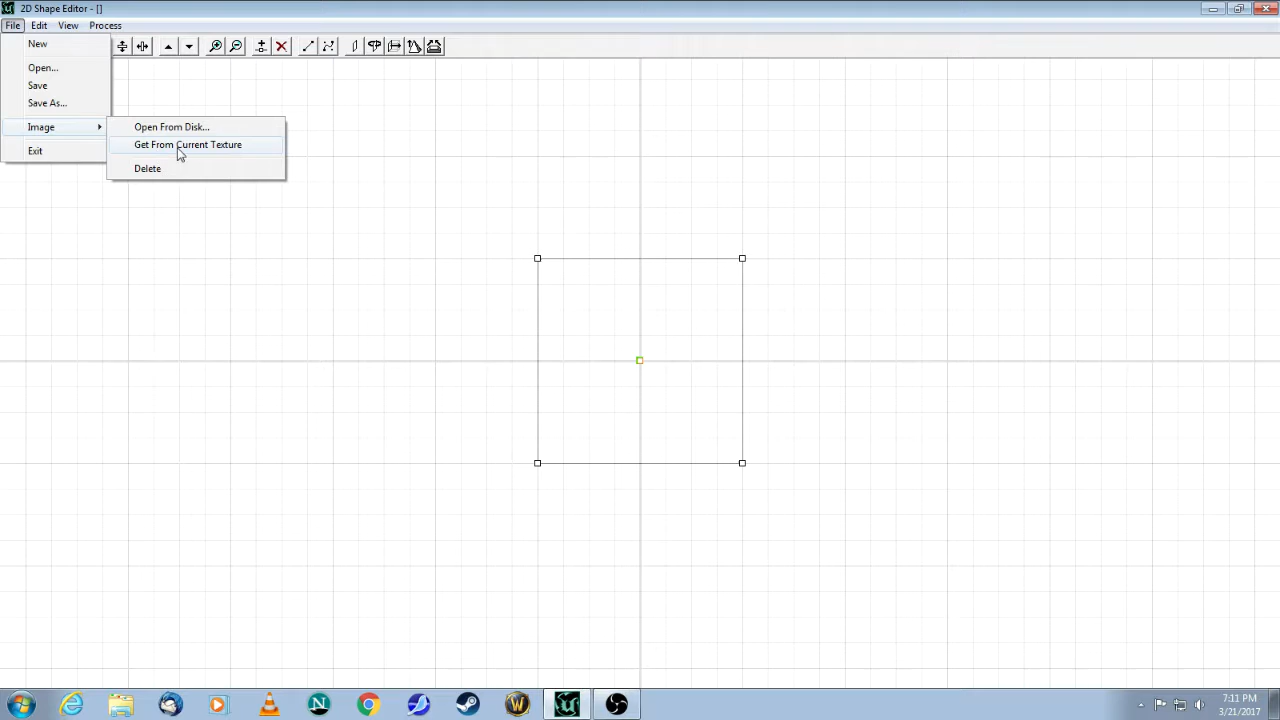 2D Shape Editor - []
File Edit View Process
New
Open...
Save
Save As...
Image
Exit
Open From Disk...
Get From Current Texture
Delete
7:11 PM
3/21/2017